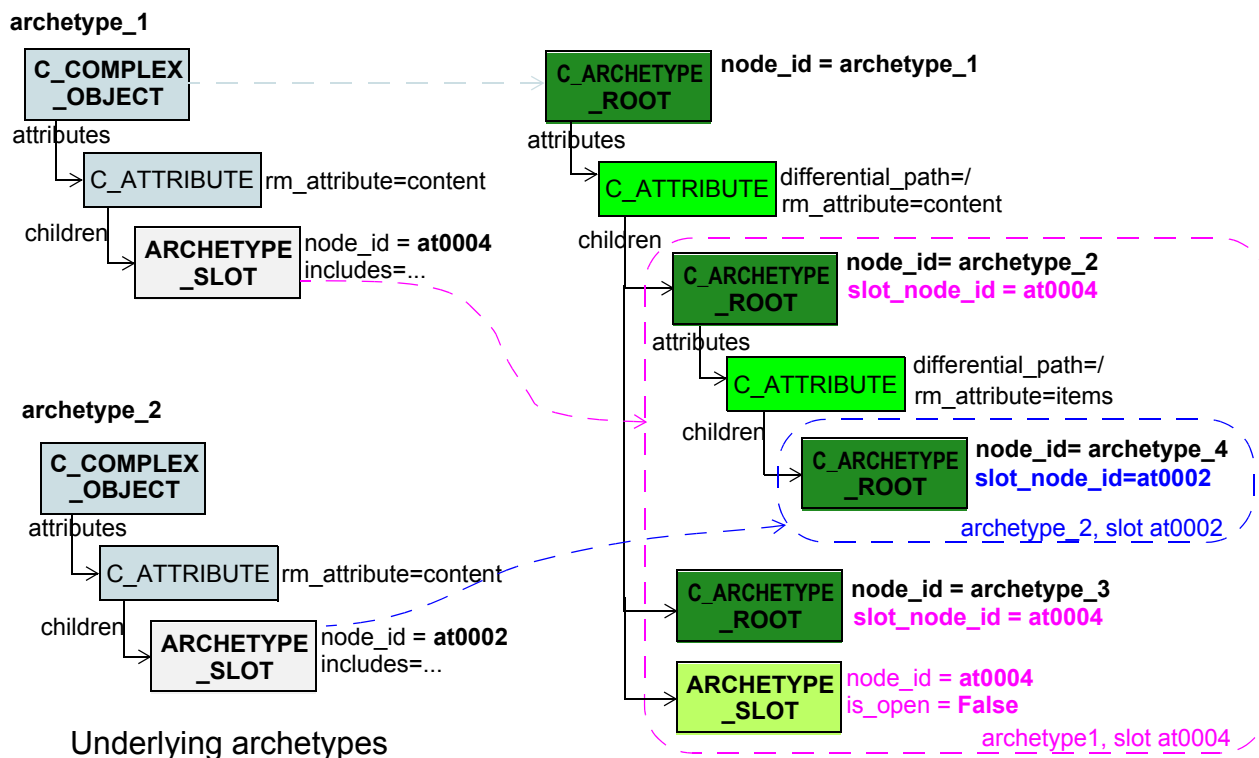 archetype_1
C_COMPLEX
_OBJECT
attributes
C_ATTRIBUTE
rm_attribute=content
children
ARCHETYPE
_SLOT
node_id = at0004
includes=...
archetype_2
C_COMPLEX
_OBJECT
attributes
C_ATTRIBUTE
rm_attribute=content
children
ARCHETYPE
_SLOT
node_id = at0002
includes=...
Underlying archetypes
C_ARCHETYPE
_ROOT
node_id = archetype_1
attributes
C_ATTRIBUTE
differential_path=/
rm_attribute=content
children
C_ARCHETYPE
_ROOT
node_id= archetype_2
slot_node_id = at0004
attributes
C_ATTRIBUTE
differential_path=/
rm_attribute=items
children
C_ARCHETYPE
_ROOT
node_id= archetype_4
slot_node_id=at0002
archetype_2, slot at0002
C_ARCHETYPE
_ROOT
node_id = archetype_3
slot_node_id = at0004
ARCHETYPE
_SLOT
node_id = at0004
is_open = False
archetype1, slot at0004